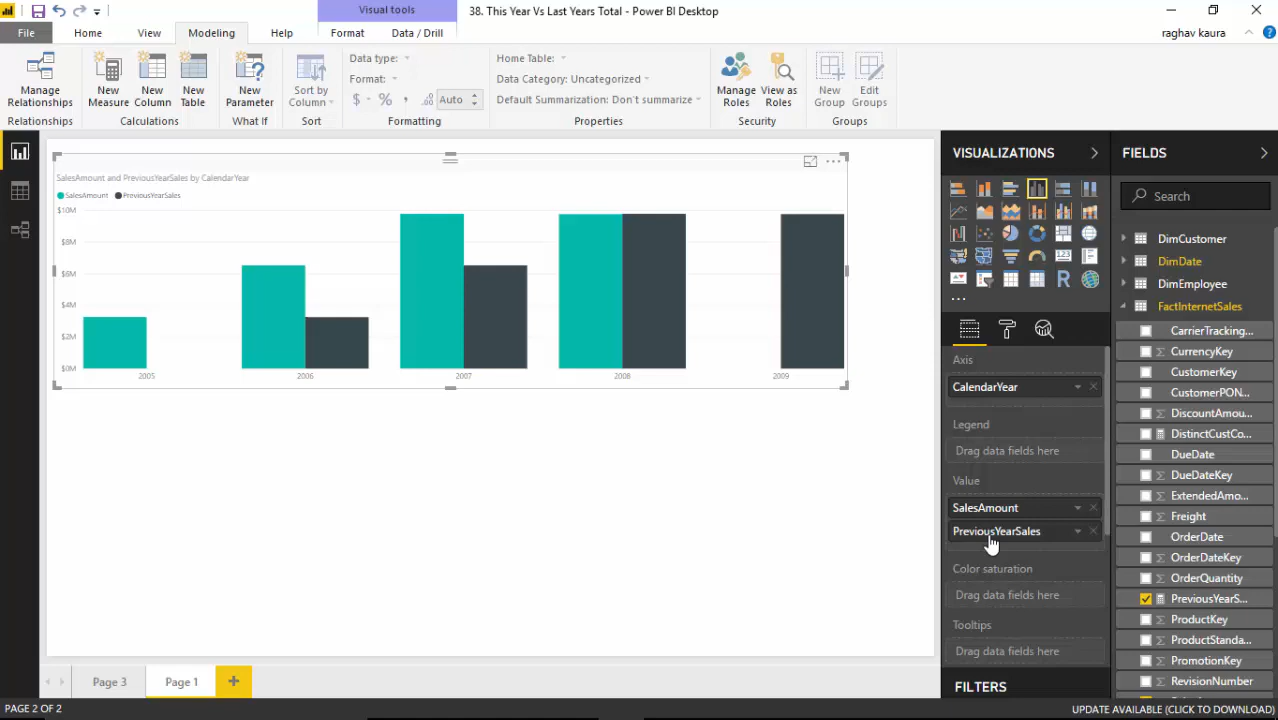 Visual tools
38. This Year Vs Last Years Total - Power BI Desktop
File
Home
View
Modeling
Help
Format
Data / Drill
raghav kaura
Manage Relationships
New Measure
New Column
New Table
New Parameter
Sort by Column
Data type:
Format:
$ % , .00 Auto
Home Table:
Data Category: Uncategorized
Default Summarization: Don't summarize
Manage Roles
View as Roles
New Group
Edit Groups
Relationships
Calculations
What If
Sort
Formatting
Properties
Security
Groups
SalesAmount and PreviousYearSales by CalendarYear
SalesAmount PreviousYearSales
$10M
$8M
$6M
$4M
$2M
$0M
2005 2006 2007 2008 2009
VISUALIZATIONS
123
R
Axis
CalendarYear
Legend
Drag data fields here
Value
SalesAmount
PreviousYearSales
Color saturation
Drag data fields here
Tooltips
Drag data fields here
FILTERS
FIELDS
Search
DimCustomer
DimDate
DimEmployee
FactInternetSales
CarrierTracking...
CurrencyKey
CustomerKey
CustomerPON...
DiscountAmou...
DistinctCustCo...
DueDate
DueDateKey
ExtendedAmo...
Freight
OrderDate
OrderDateKey
OrderQuantity
PreviousYearS...
ProductKey
ProductStanda...
PromotionKey
RevisionNumber
Page 3
Page 1
PAGE 2 OF 2
UPDATE AVAILABLE (CLICK TO DOWNLOAD)